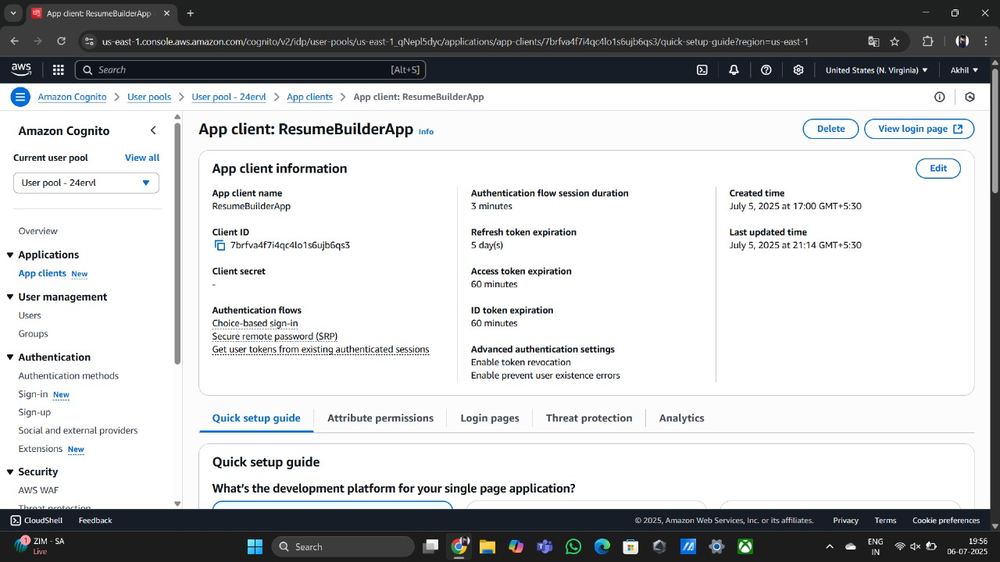 App client: ResumeBuilderApp
us-east-1.console.aws.amazon.com/cognito/v2/idp/user-pools/us-east-1_qNepl5dyc/applications/app-clients/7brfva4f7i4qc4lo1s6ujb6qs3/quick-setup-guide?region=us-east-1
aws
Search [Alt+S]
United States (N. Virginia)
Akhil
Amazon Cognito
User pools
User pool - 24ervl
App clients
App client: ResumeBuilderApp
Amazon Cognito
Current user pool
View all
User pool - 24ervl
Overview
Applications
App clients New
User management
Users
Groups
Authentication
Authentication methods
Sign-in New
Sign-up
Social and external providers
Extensions New
Security
AWS WAF
Threat protection
App client: ResumeBuilderApp Info
Delete
View login page
App client information
Edit
App client name
ResumeBuilderApp
Client ID
7brfva4f7i4qc4lo1s6ujb6qs3
Client secret
-
Authentication flows
Choice-based sign-in
Secure remote password (SRP)
Get user tokens from existing authenticated sessions
Authentication flow session duration
3 minutes
Refresh token expiration
5 day(s)
Access token expiration
60 minutes
ID token expiration
60 minutes
Advanced authentication settings
Enable token revocation
Enable prevent user existence errors
Created time
July 5, 2025 at 17:00 GMT+5:30
Last updated time
July 5, 2025 at 21:14 GMT+5:30
Quick setup guide
Attribute permissions
Login pages
Threat protection
Analytics
Quick setup guide
What's the development platform for your single page application?
CloudShell
Feedback
© 2025, Amazon Web Services, Inc. or its affiliates.
Privacy
Terms
Cookie preferences
1
ZIM - SA
Live
Search
ENG
IN
19:56
06-07-2025